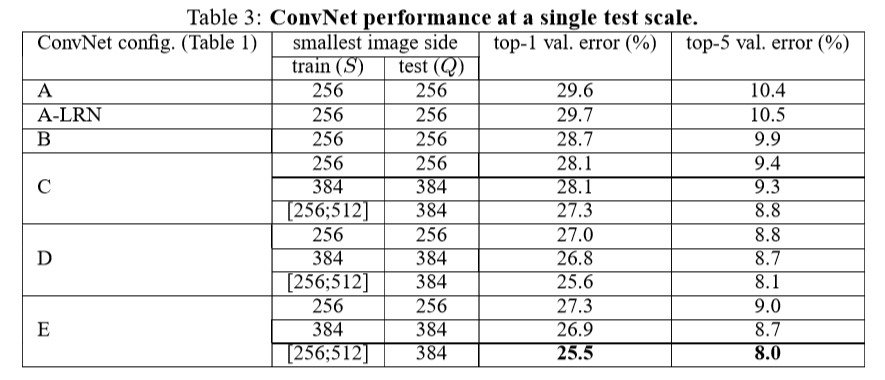 Table 3: ConvNet performance at a single test scale.
ConvNet config. (Table 1) smallest image side top-1 val. error (%) top-5 val. error (%)
train (S) test (Q)
A 256 256 29.6 10.4
A-LRN 256 256 29.7 10.5
B 256 256 28.7 9.9
256 256 28.1 9.4
C 384 384 28.1 9.3
[256;512] 384 27.3 8.8
256 256 27.0 8.8
D 384 384 26.8 8.7
[256;512] 384 25.6 8.1
256 256 27.3 9.0
E 384 384 26.9 8.7
[256;512] 384 25.5 8.0